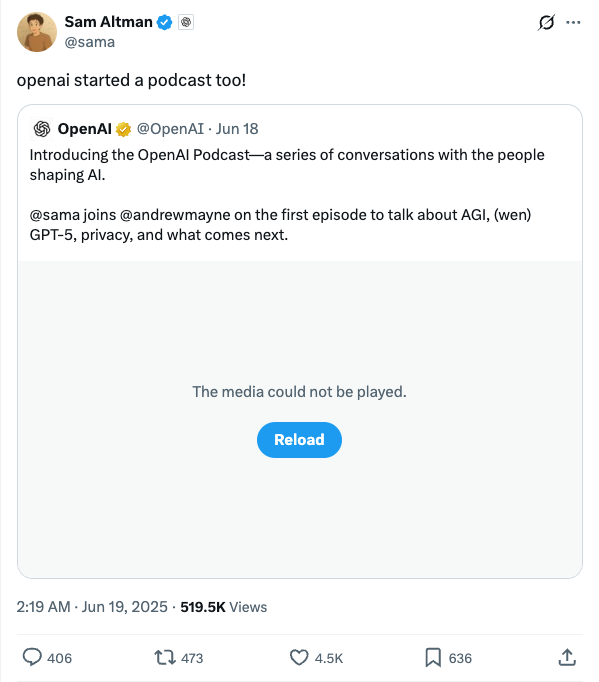 Sam Altman
@sama
openai started a podcast too!
OpenAI @OpenAI · Jun 18
Introducing the OpenAI Podcast—a series of conversations with the people
shaping AI.
@sama joins @andrewmayne on the first episode to talk about AGI, (wen)
GPT-5, privacy, and what comes next.
The media could not be played.
Reload
2:19 AM · Jun 19, 2025 · 519.5K Views
406 473 4.5K 636